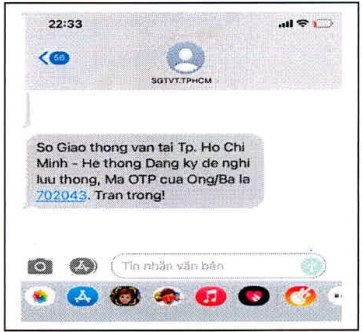 22:33
56
SGTVT.TPHCM
So Giao thong van tai Tp. Ho Chi
Minh - He thong Dang ky de nghi
luu thong, Ma OTP cua Ong/Ba la
702043. Tran trong!
Tin nhắn văn bản